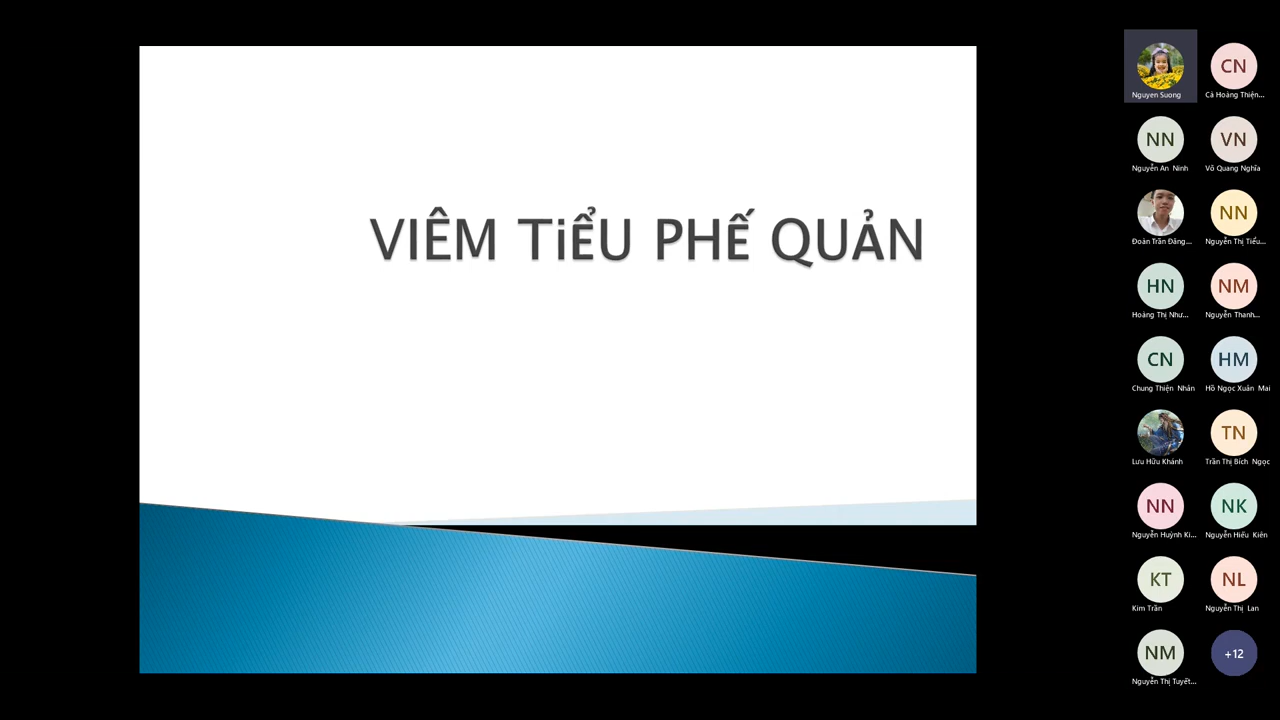 VIÊM TiỂU PHẾ QUẢN
Nguyen Suong
CN
Cá Hoàng Thiện...
NN
Nguyễn An Ninh
VN
Võ Quang Nghĩa
Đoàn Trần Đăng...
NN
Nguyễn Thị Tiểu...
HN
Hoàng Thị Như...
NM
Nguyễn Thanh...
CN
Chung Thiện Nhân
HM
Hồ Ngọc Xuân Mai
Lưu Hữu Khánh
TN
Trần Thị Bích Ngọc
NN
Nguyễn Huỳnh Ki...
NK
Nguyễn Hiếu Kiên
KT
Kim Trần
NL
Nguyễn Thị Lan
NM
Nguyễn Thị Tuyết...
+12